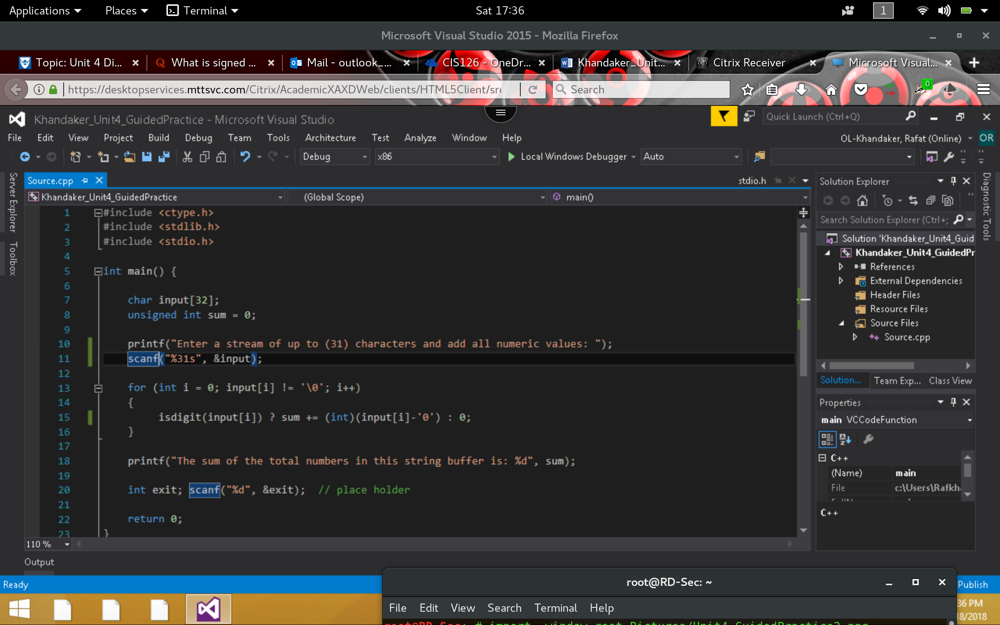 Applications Places Terminal Sat 17:36 1
Microsoft Visual Studio 2015 - Mozilla Firefox
Topic: Unit 4 Di... What is signed ... Mail - outlook_... CIS126 - OneDr... Khandaker_Unit... Citrix Receiver Microsoft Visual...
https://desktopservices.mttsvc.com/Citrix/AcademicXAXDWeb/clients/HTML5Client/src Search 0
Khandaker_Unit4_GuidedPractice - Microsoft Visual Studio Quick Launch (Ctrl+Q)
File Edit View Project Build Debug Team Tools Architecture Test Analyze Window Help OL-Khandaker, Rafat (Online) OR
Debug x86 Local Windows Debugger Auto
Server Explorer
Toolbox
Source.cpp stdio.h
Khandaker_Unit4_GuidedPractice (Global Scope) main()
1 #include <ctype.h>
2 #include <stdlib.h>
3 #include <stdio.h>
4
5 int main() {
6
7 char input[32];
8 unsigned int sum = 0;
9
10 printf("Enter a stream of up to (31) characters and add all numeric values: ");
11 scanf("%31s", &input);
12
13 for (int i = 0; input[i] != '\0'; i++)
14 {
15 isdigit(input[i]) ? sum += (int)(input[i]-'0') : 0;
16 }
17
18 printf("The sum of the total numbers in this string buffer is: %d", sum);
19
20 int exit; scanf("%d", &exit); // place holder
21
22 return 0;
23 }
110 %
Output
Ready
Solution Explorer
Search Solution Explorer (Ctrl+;
Solution 'Khandaker_Unit4_Guid
Khandaker_Unit4_GuidedPr
References
External Dependencies
Header Files
Resource Files
Source Files
Source.cpp
Solution... Team Exp... Class View
Properties
main VCCodeFunction
C++
(Name) main
File c:\Users\Rafkh
C++
Diagnostic Tools
Publish
36 PM
18/2018
root@RD-Sec: ~
File Edit View Search Terminal Help
root@RD-Sec:~# import -window root Pictures/Unit4_GuidedPractice2.png